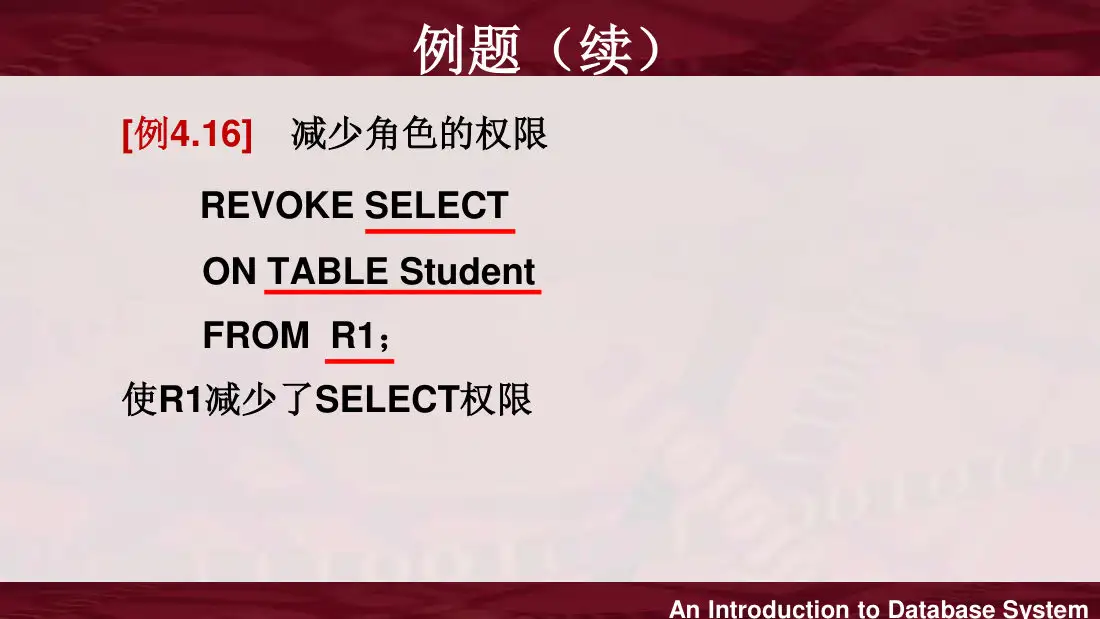 例题（续）
[例4.16] 减少角色的权限
REVOKE SELECT
ON TABLE Student
FROM R1；
使R1减少了SELECT权限
An Introduction to Database System